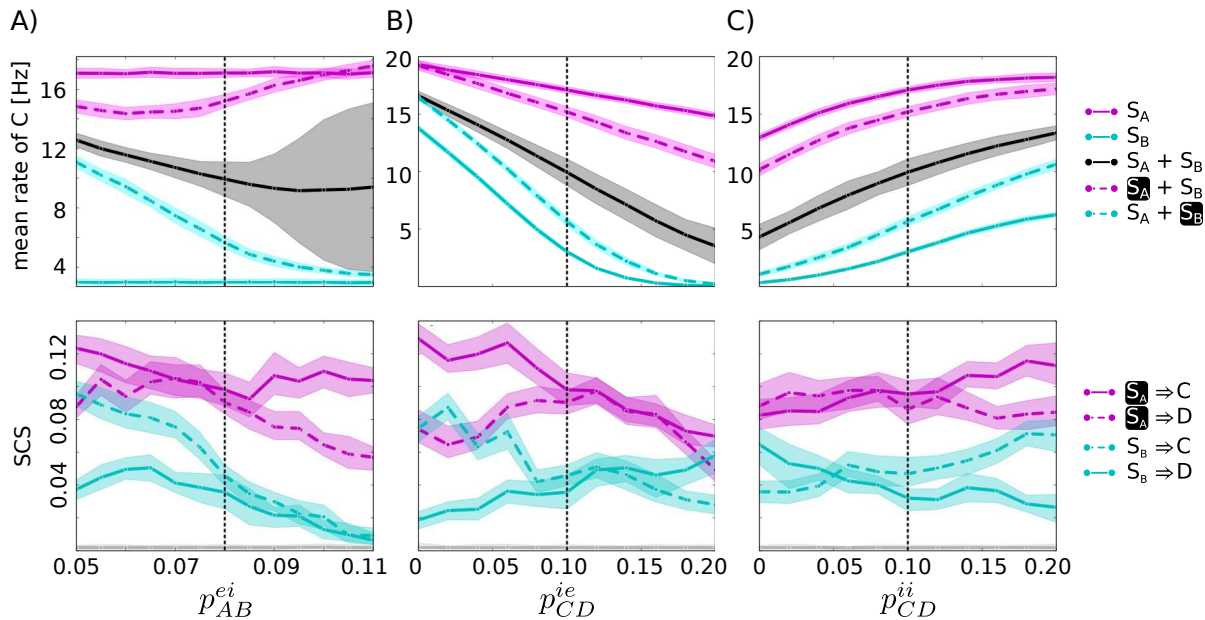 A)
B)
C)
mean rate of C [Hz]
16
12
8
4
20
15
10
5
20
15
10
5
S_A
S_B
S_A + S_B
S_A + S_B
S_A + S_B
SCS
0.12
0.08
0.04
S_A ⇒ C
S_A ⇒ D
S_B ⇒ C
S_B ⇒ D
0.05 0.07 0.09 0.11
0 0.05 0.10 0.15 0.20
0 0.05 0.10 0.15 0.20
p_{AB}^{ei}
p_{CD}^{ie}
p_{CD}^{ii}